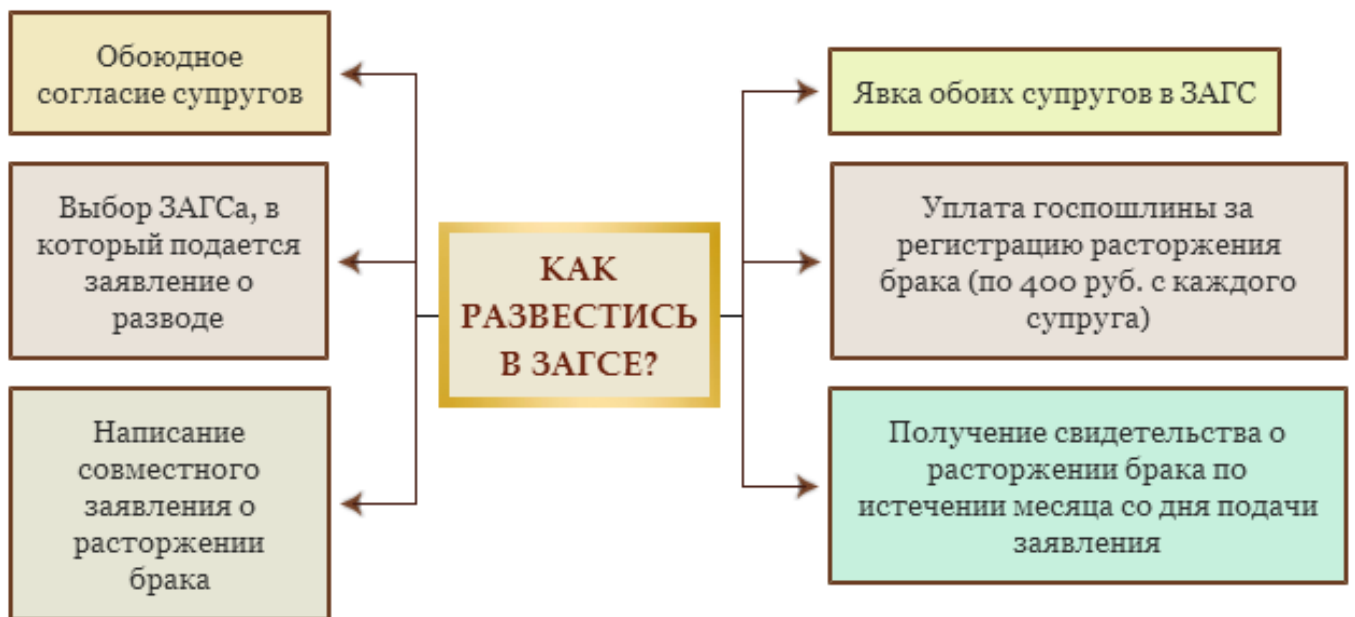 Обоюдное
согласие супругов
Выбор ЗАГСа, в
который подается
заявление о
разводе
Написание
совместного
заявления о
расторжении
брака
КАК
РАЗВЕСТИСЬ
В ЗАГСЕ?
Явка обоих супругов в ЗАГС
Уплата госпошлины за
регистрацию расторжения
брака (по 400 руб. с каждого
супруга)
Получение свидетельства о
расторжении брака по
истечении месяца со дня подачи
заявления